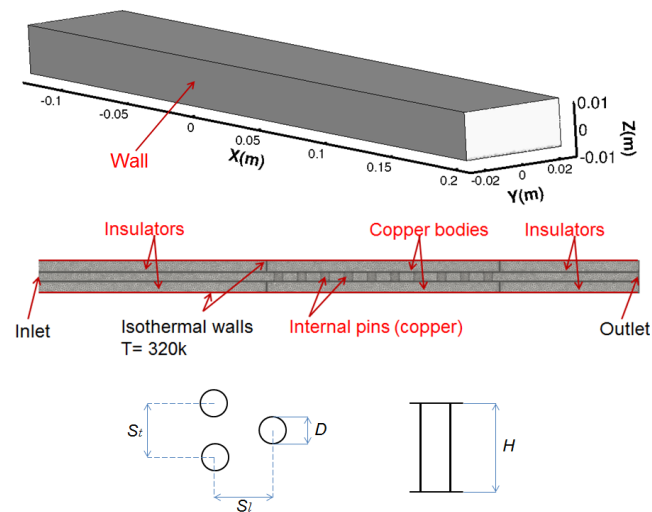 0.01
0
-0.01
Z(m)
-0.1
-0.05
0
0.05
0.1
0.15
0.2
X(m)
-0.02
0
0.02
Y(m)
Wall
Insulators
Copper bodies
Insulators
Inlet
Isothermal walls
T= 320k
Internal pins (copper)
Outlet
St
D
Sl
H